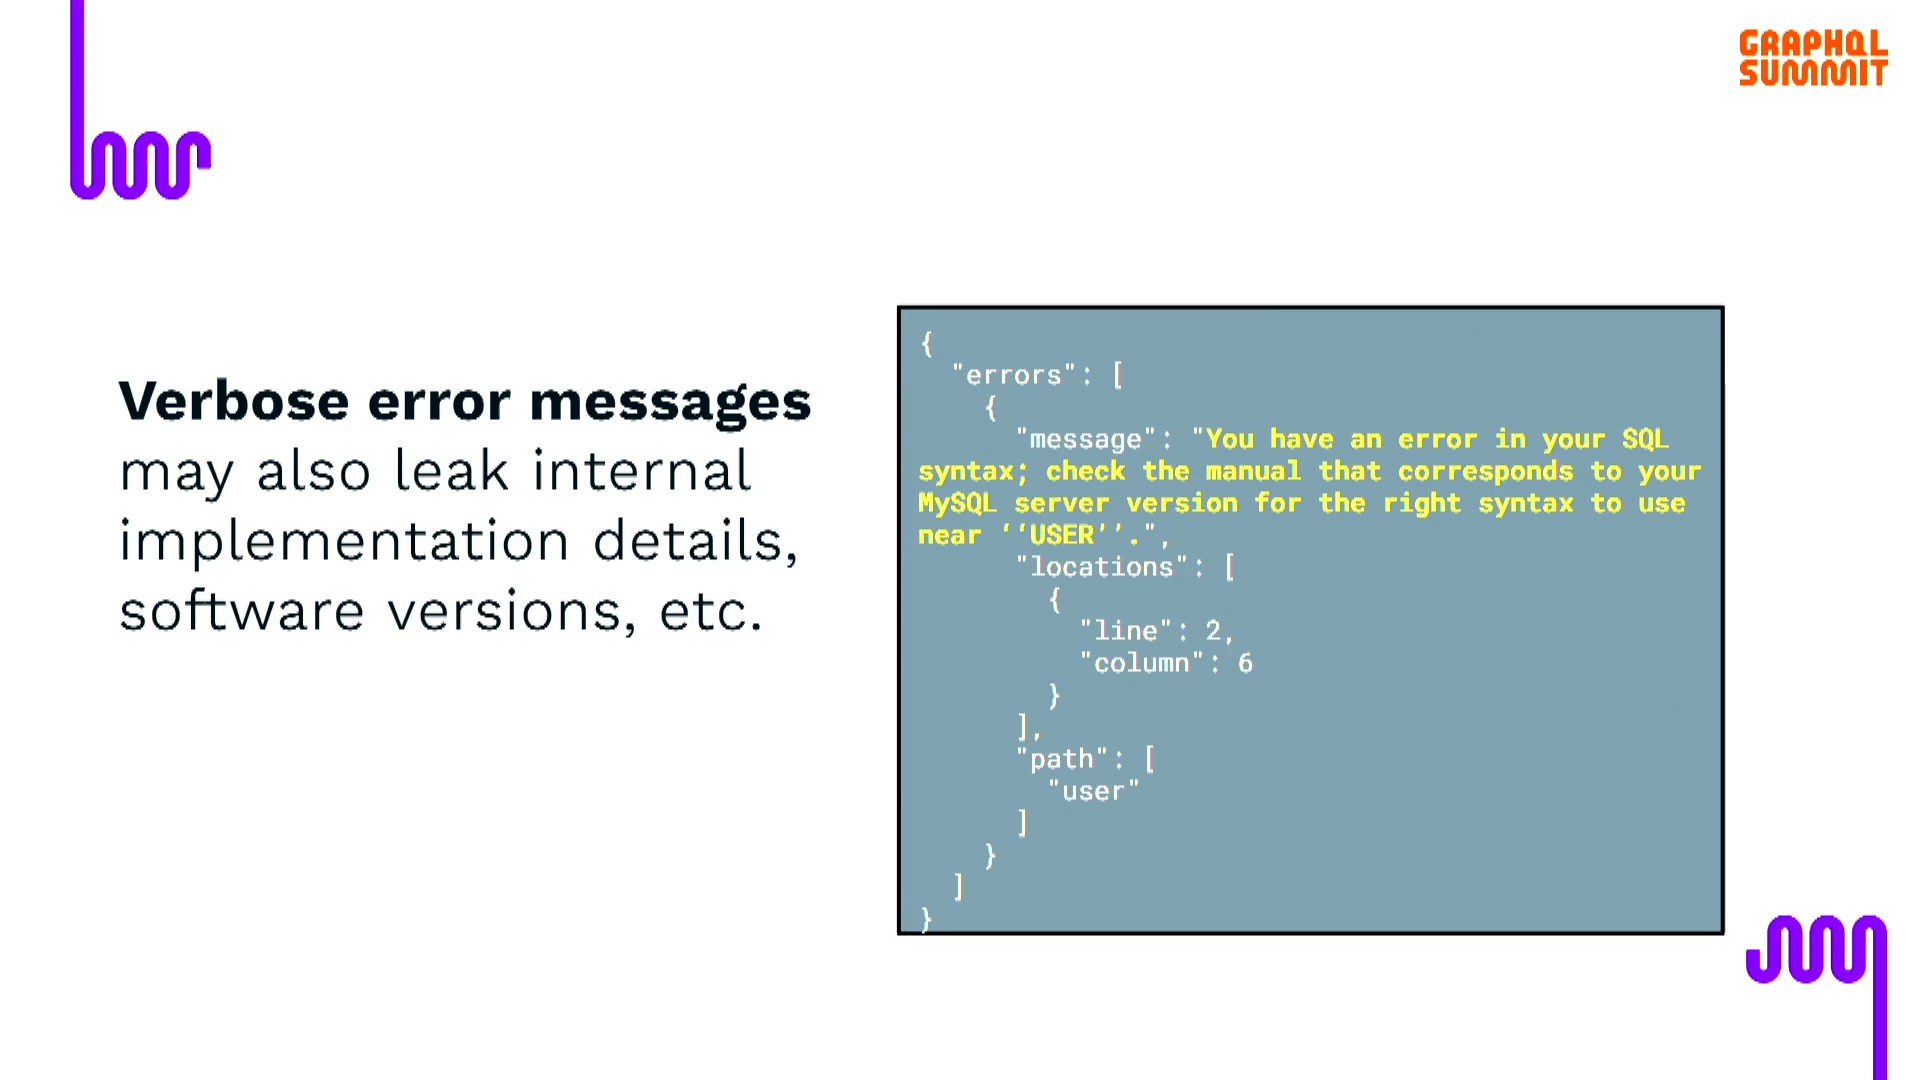 GRAPHQL
SUMMIT
Verbose error messages
may also leak internal
implementation details,
software versions, etc.
{
  "errors": [
    {
      "message": "You have an error in your SQL
syntax; check the manual that corresponds to your
MySQL server version for the right syntax to use
near ‘‘USER’’.",
      "locations": [
        {
          "line": 2,
          "column": 6
        }
      ],
      "path": [
        "user"
      ]
    }
  ]
}